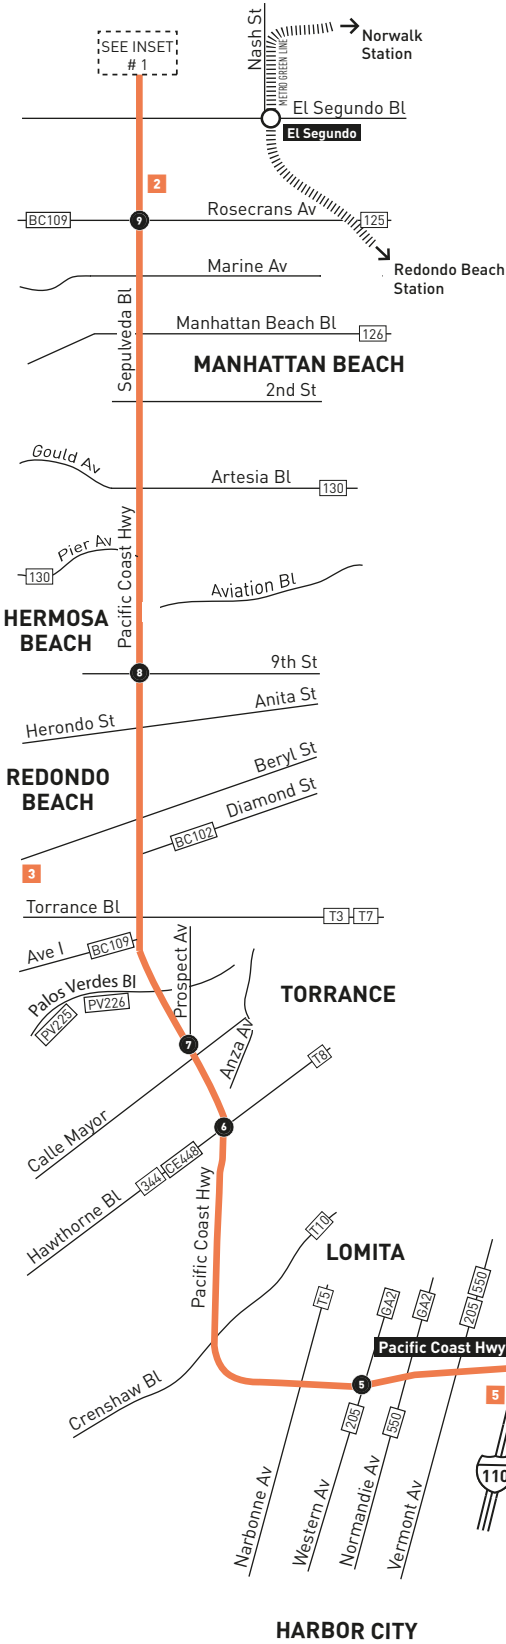 Nash St
SEE INSET
# 1
METRO GREEN LINE
Norwalk
Station
El Segundo Bl
El Segundo
2
BC109
9
Rosecrans Av
125
Marine Av
Redondo Beach
Station
Sepulveda Bl
Manhattan Beach Bl
126
MANHATTAN BEACH
2nd St
Gould Av
Artesia Bl
130
Pacific Coast Hwy
Pier Av
130
Aviation Bl
HERMOSA
BEACH
8
9th St
Anita St
Herondo St
REDONDO
BEACH
Beryl St
Diamond St
BC102
3
Torrance Bl
T3
T7
Ave I
BC109
Prospect Av
Palos Verdes Bl
PV225
PV226
TORRANCE
7
Anza Av
T8
Calle Mayor
6
344
CE448
Hawthorne Bl
Pacific Coast Hwy
T10
LOMITA
T5
GA2
GA2
205
550
Pacific Coast Hwy
5
5
Crenshaw Bl
205
550
110
Narbonne Av
Western Av
Normandie Av
Vermont Av
HARBOR CITY